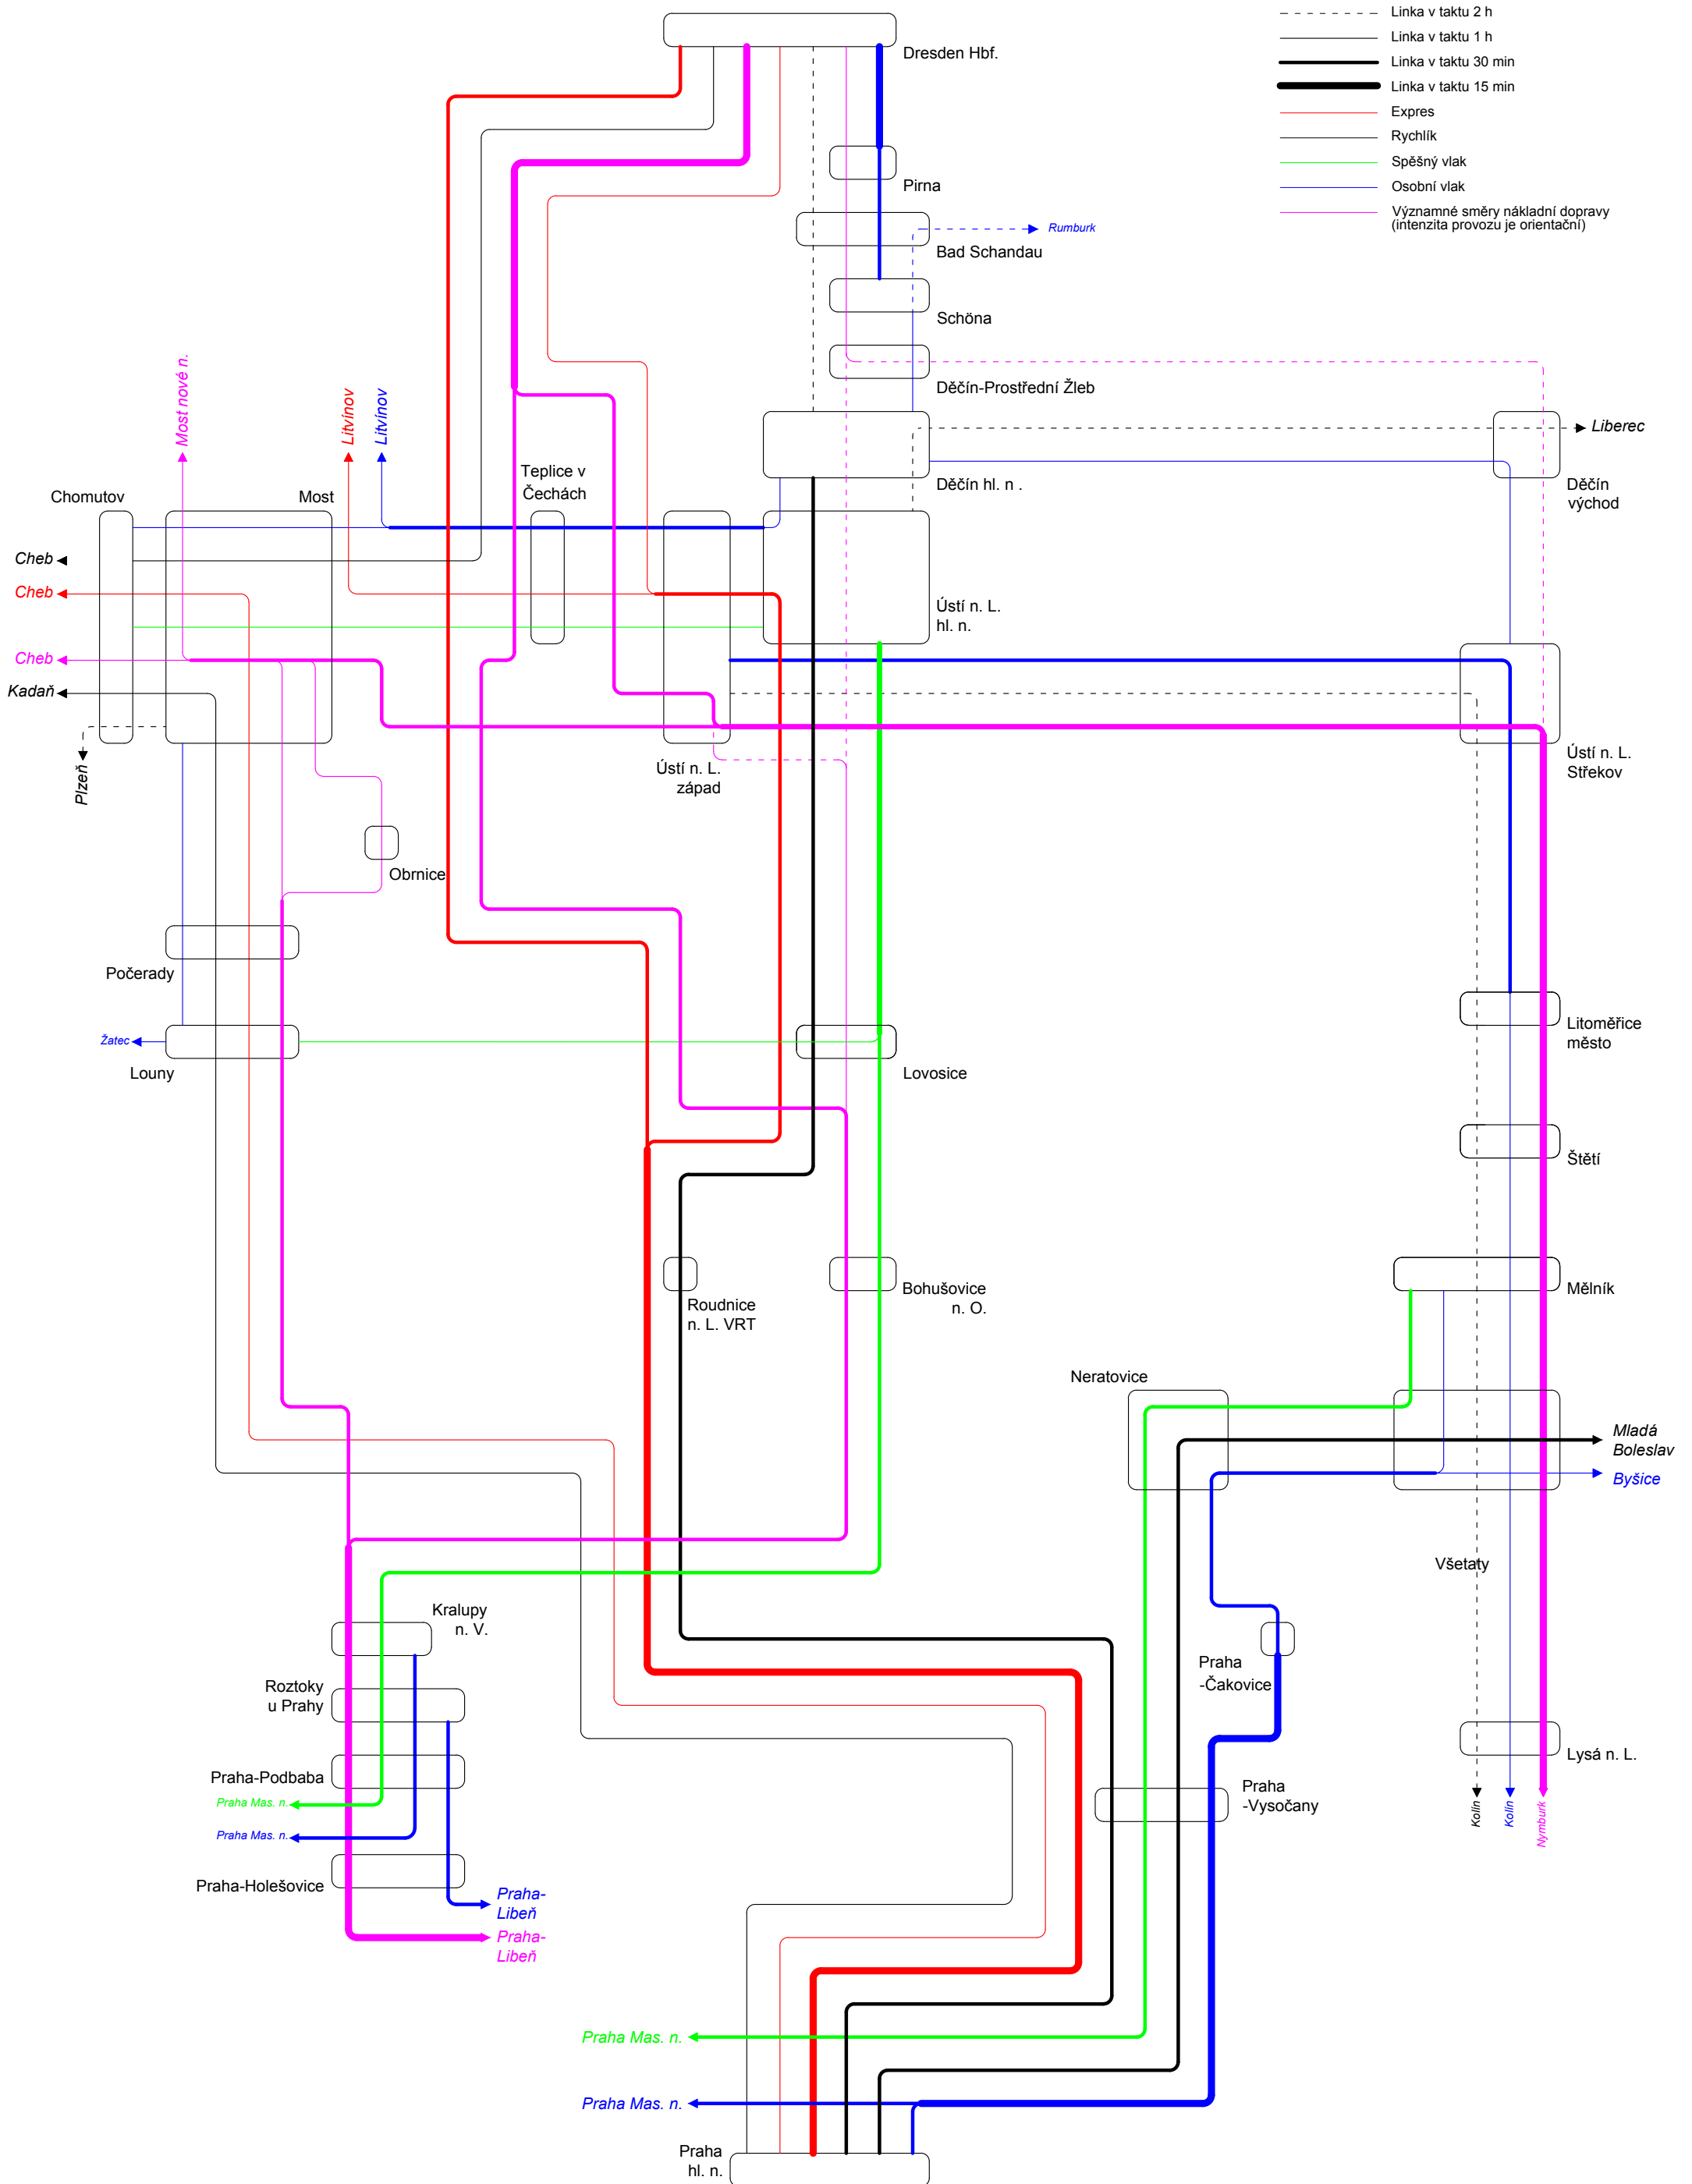 Linka v taktu 2 h
Linka v taktu 1 h
Linka v taktu 30 min
Linka v taktu 15 min
Expres
Rychlík
Spěšný vlak
Osobní vlak
Významné směry nákladní dopravy
(intenzita provozu je orientační)
Dresden Hbf.
Pirna
Rumburk
Bad Schandau
Schöna
Děčín-Prostřední Žleb
Most nové n.
Litvínov
Litvínov
Liberec
Děčín hl. n .
Děčín
východ
Teplice v
Čechách
Chomutov
Most
Cheb
Cheb
Ústí n. L.
hl. n.
Cheb
Kadaň
Plzeň
Ústí n. L.
západ
Ústí n. L.
Střekov
Obrnice
Počerady
Žatec
Louny
Lovosice
Litoměřice
město
Štětí
Roudnice
n. L. VRT
Bohušovice
n. O.
Mělník
Neratovice
Mladá
Boleslav
Byšice
Všetaty
Kralupy
n. V.
Praha
-Čakovice
Roztoky
u Prahy
Lysá n. L.
Praha-Podbaba
Praha
-Vysočany
Praha Mas. n.
Praha Mas. n.
Kolín
Kolín
Nymburk
Praha-Holešovice
Praha-
Libeň
Praha-
Libeň
Praha Mas. n.
Praha Mas. n.
Praha
hl. n.